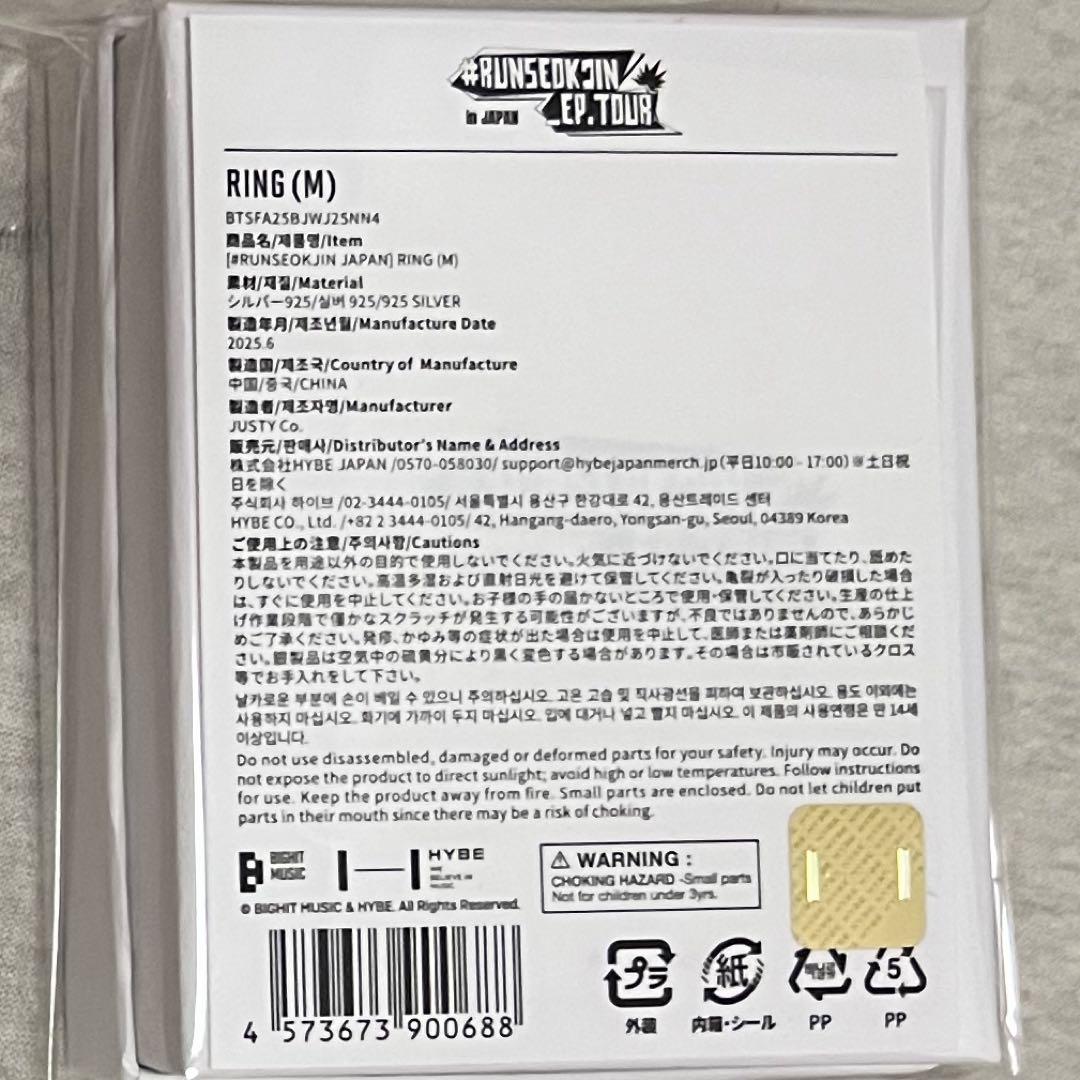 #RUNSEOKJIN
_EP.TOUR
in JAPAN
RING (M)
BTSFA25BJWJ25NN4
商品名/제품명/Item
[#RUNSEOKJIN JAPAN] RING (M)
素材/재질/Material
シルバー925/실버 925/925 SILVER
製造年月/제조년월/Manufacture Date
2025.6
製造国/제조국/Country of Manufacture
中国/중국/CHINA
製造者/제조자명/Manufacturer
JUSTY Co.
販売元/판매사/Distributor's Name & Address
株式会社HYBE JAPAN /0570-058030/ support@hybejapanmerch.jp(平日10:00 - 17:00)※土日祝
日を除く
주식회사 하이브 /02-3444-0105/ 서울특별시 용산구 한강대로 42, 용산트레이드 센터
HYBE CO., Ltd. /+82 2 3444-0105/ 42, Hangang-daero, Yongsan-gu, Seoul, 04389 Korea
ご使用上の注意/주의사항/Cautions
本製品を用途以外の目的で使用しないでください。火気に近づけないでください。口に当てたり、舐めた
りしないでください。高温多湿および直射日光を避けて保管してください。亀裂が入ったり破損した場合
は、すぐに使用を中止してください。お子様の手の届かないところで使用・保管してください。生産の仕上
げ作業段階で僅かなスクラッチが発生する可能性がございますが、不良ではありませんので、あらかじ
めご了承ください。発疹、かゆみ等の症状が出た場合は使用を中止して、医師または薬剤師にご相談くだ
さい。銀製品は空気中の硫黄分により黒く変色する場合があります。その場合は市販されているクロス
等でお手入れをして下さい。
날카로운 부분에 손이 베일 수 있으니 주의하십시오. 고온 고습 및 직사광선을 피하여 보관하십시오. 용도 이외에는
사용하지 마십시오. 화기에 가까이 두지 마십시오. 입에 대거나 넣고 빨지 마십시오. 이 제품의 사용연령은 만 14세
이상입니다.
Do not use disassembled, damaged or deformed parts for your safety. Injury may occur. Do
not expose the product to direct sunlight; avoid high or low temperatures. Follow instructions
for use. Keep the product away from fire. Small parts are enclosed. Do not let children put
parts in their mouth since there may be a risk of choking.
BIGHIT
MUSIC
HYBE
WE
BELIEVE IN
MUSIC
© BIGHIT MUSIC & HYBE. All Rights Reserved.
⚠ WARNING :
CHOKING HAZARD -Small parts
Not for children under 3yrs.
4 573673 900688
プラ
外装
紙
内箱・シール
PP
5
PP